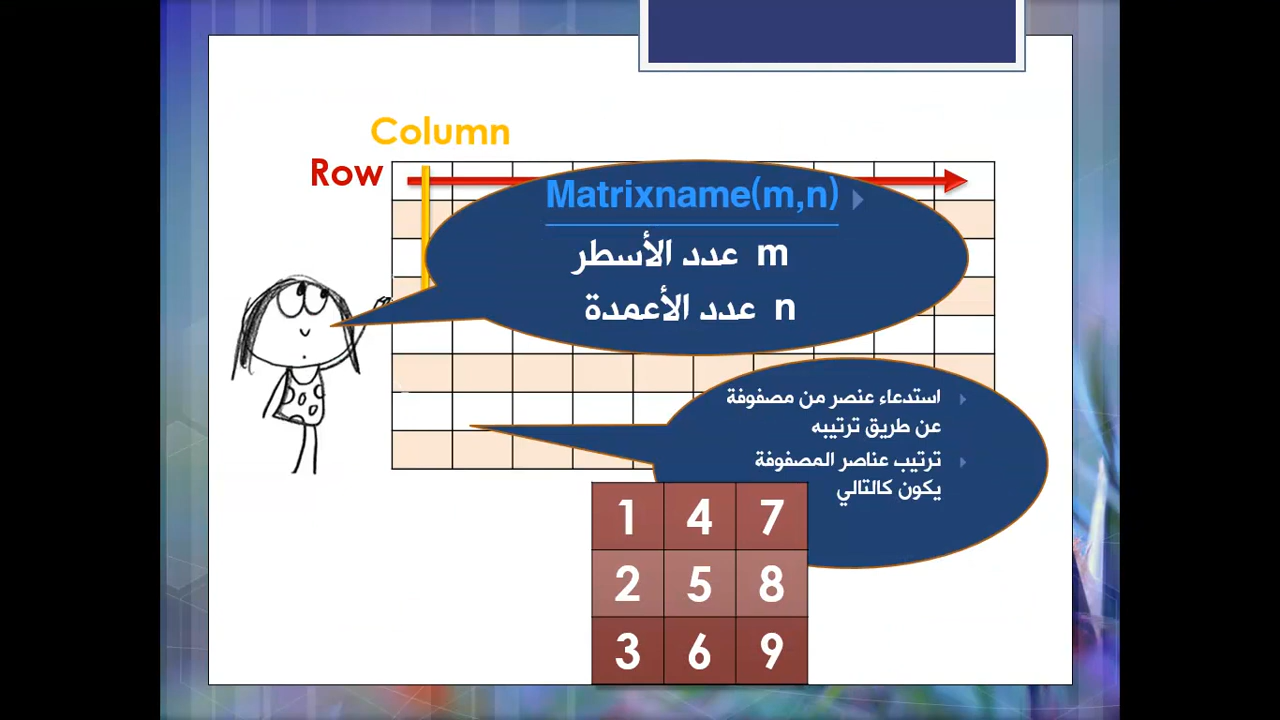 Column
Row
Matrixname(m,n)
m عدد الأسطر
n عدد الأعمدة
استدعاء عنصر من مصفوفة
عن طريق ترتيبه
ترتيب عناصر المصفوفة
يكون كالتالي
1 4 7
2 5 8
3 6 9